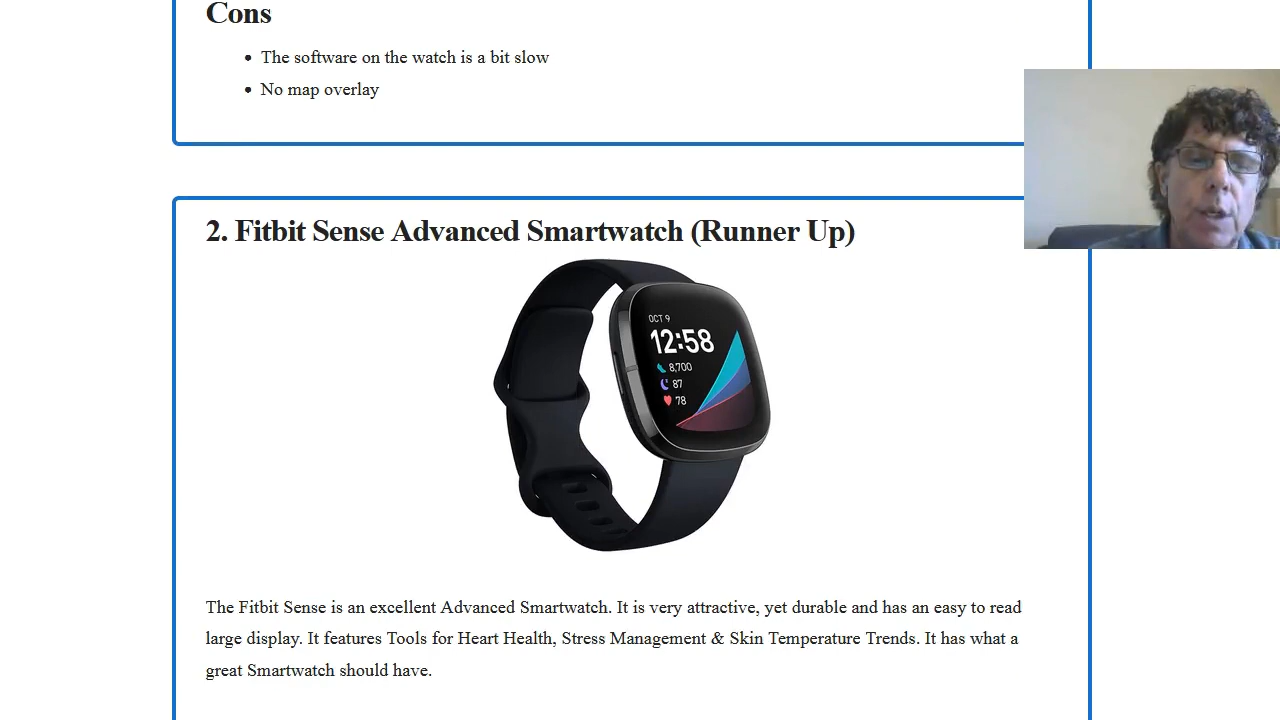 Cons
The software on the watch is a bit slow
No map overlay
2. Fitbit Sense Advanced Smartwatch (Runner Up)
OCT 9
12:58
8,700
87
78
The Fitbit Sense is an excellent Advanced Smartwatch. It is very attractive, yet durable and has an easy to read
large display. It features Tools for Heart Health, Stress Management & Skin Temperature Trends. It has what a
great Smartwatch should have.